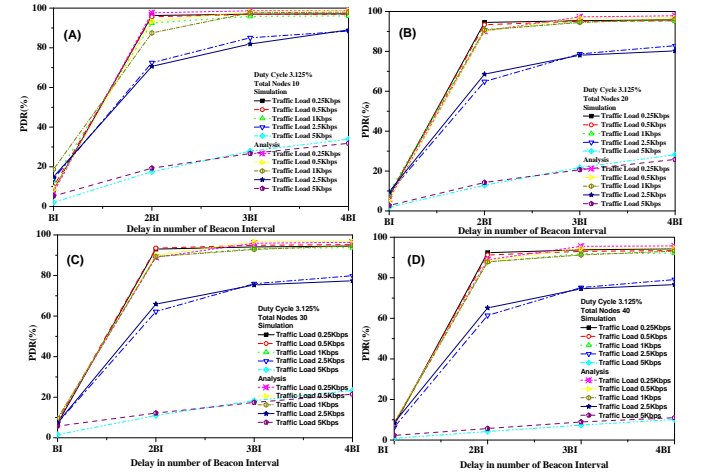 (A)
100
80
60
40
20
0
PDR(%)
Duty Cycle 3.125%
Total Nodes 10
Simulation
Traffic Load 0.25Kbps
Traffic Load 0.5Kbps
Traffic Load 1Kbps
Traffic Load 2.5Kbps
Traffic Load 5Kbps
Analysis
Traffic Load 0.25Kbps
Traffic Load 0.5Kbps
Traffic Load 1Kbps
Traffic Load 2.5Kbps
Traffic Load 5Kbps
BI 2BI 3BI 4BI
Delay in number of Beacon Interval
(B)
100
80
60
40
20
0
PDR(%)
Duty Cycle 3.125%
Total Nodes 20
Simulation
Traffic Load 0.25Kbps
Traffic Load 0.5Kbps
Traffic Load 1Kbps
Traffic Load 2.5Kbps
Traffic Load 5Kbps
Analysis
Traffic Load 0.25Kbps
Traffic Load 0.5Kbps
Traffic Load 1Kbps
Traffic Load 2.5Kbps
Traffic Load 5Kbps
BI 2BI 3BI 4BI
Delay in number of Beacon Interval
(C)
100
80
60
40
20
0
PDR(%)
Duty Cycle 3.125%
Total Nodes 30
Simulation
Traffic Load 0.25Kbps
Traffic Load 0.5Kbps
Traffic Load 1Kbps
Traffic Load 2.5Kbps
Traffic Load 5Kbps
Analysis
Traffic Load 0.25Kbps
Traffic Load 0.5Kbps
Traffic Load 1Kbps
Traffic Load 2.5Kbps
Traffic Load 5Kbps
BI 2BI 3BI 4BI
Delay in number of Beacon Interval
(D)
100
80
60
40
20
0
PDR(%)
Duty Cycle 3.125%
Total Nodes 40
Simulation
Traffic Load 0.25Kbps
Traffic Load 0.5Kbps
Traffic Load 1Kbps
Traffic Load 2.5Kbps
Traffic Load 5Kbps
Analysis
Traffic Load 0.25Kbps
Traffic Load 0.5Kbps
Traffic Load 1Kbps
Traffic Load 2.5Kbps
Traffic Load 5Kbps
BI 2BI 3BI 4BI
Delay in number of Beacon Interval